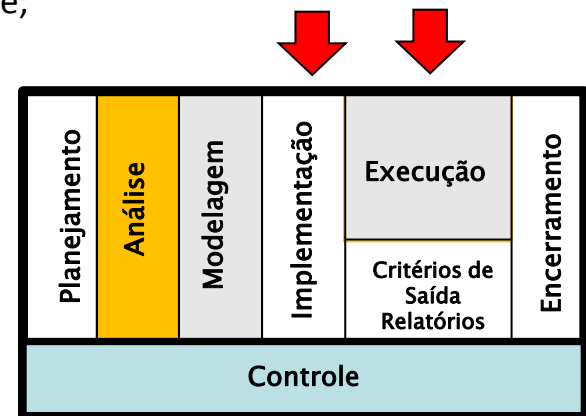 e,
Planejamento
Análise
Modelagem
Implementação
Execução
Critérios de
Saída
Relatórios
Encerramento
Controle